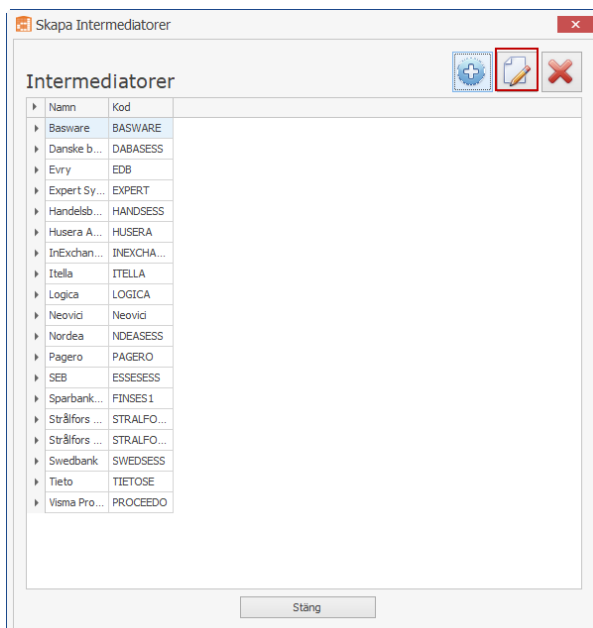 Skapa Intermediatorer
Intermediatorer
Namn Kod
Basware BASWARE
Danske b... DABASESS
Evry EDB
Expert Sy... EXPERT
Handelsb... HANDSESS
Husera A... HUSERA
InExchan... INEXCHA...
Itella ITELLA
Logica LOGICA
Neovici Neovici
Nordea NDEASESS
Pagero PAGERO
SEB ESSESESS
Sparbank... FINSES1
Strålfors ... STRALFO...
Strålfors ... STRALFO...
Swedbank SWEDSESS
Tieto TIETOSE
Visma Pro... PROCEEDO
Stäng